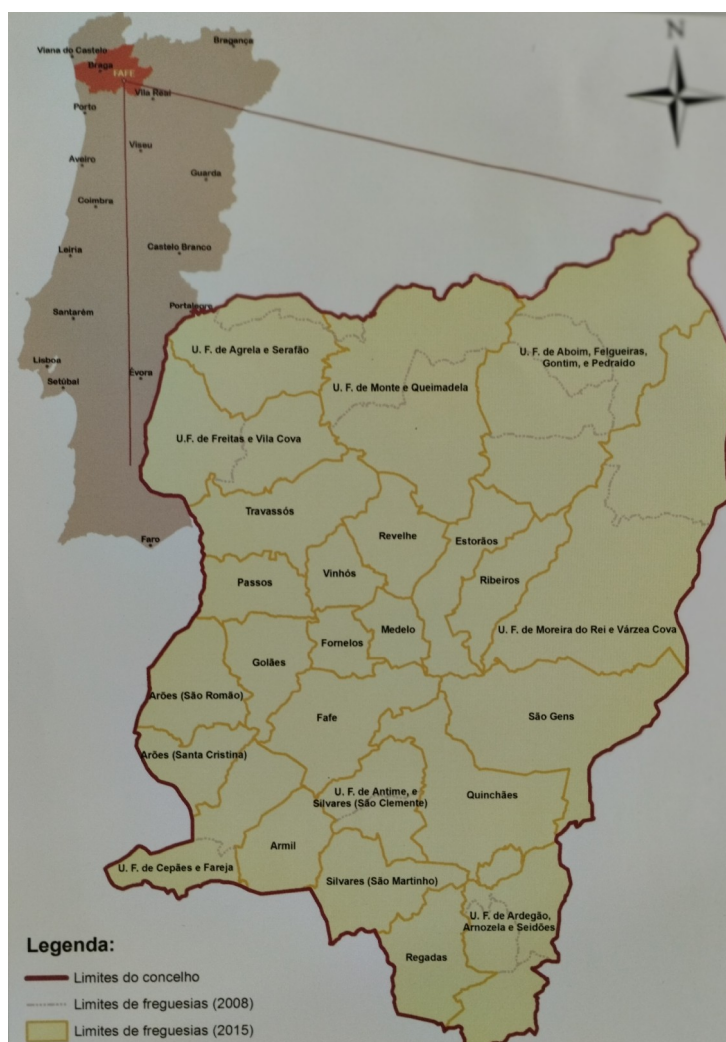 N
Bragança
Viana do Castelo
Braga
FAFE
Vila Real
Porto
Viseu
Aveiro
Guarda
Coimbra
Leiria
Castelo Branco
Santarém
Portalegre
Lisboa
Setúbal
Évora
Faro
U. F. de Agrela e Serafão
U. F. de Aboim, Felgueiras,
Gontim, e Pedraído
U. F. de Monte e Queimadela
U.F. de Freitas e Vila Cova
Travassós
Revelhe
Estorãos
Vinhós
Passos
Ribeiros
Medelo
U. F. de Moreira do Rei e Várzea Cova
Fornelos
Golães
Arões (São Romão)
Fafe
São Gens
Arões (Santa Cristina)
U. F. de Antime, e
Silvares (São Clemente)
Quinchães
Armil
U. F. de Cepães e Fareja
Silvares (São Martinho)
U. F. de Ardegão,
Arnozela e Seidões
Regadas
Legenda:
Limites do concelho
Limites de freguesias (2008)
Limites de freguesias (2015)